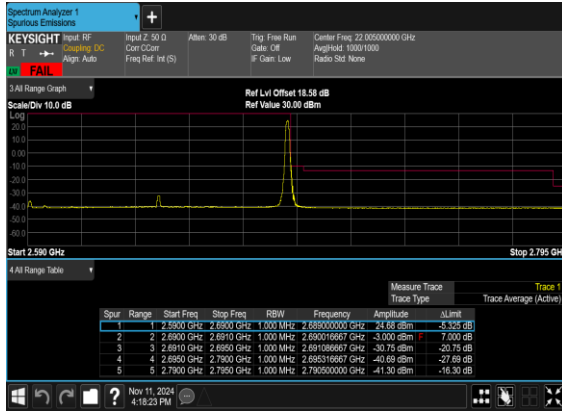 Spectrum Analyzer 1
Spurious Emissions
+
KEYSIGHT Input: RF Input Z: 50 Ω Atten: 30 dB Trig: Free Run Center Freq: 22.005000000 GHz
R T Coupling: DC Corr CCorr Gate: Off Avg|Hold: 1000/1000
Align: Auto Freq Ref: Int (S) IF Gain: Low Radio Std: None
LV FAIL
3 All Range Graph
Ref Lvl Offset 18.58 dB
Scale/Div 10.0 dB Ref Value 30.00 dBm
Log
20.0
10.0
0.00
-10.0
-20.0
-30.0
-40.0
-50.0
-60.0
Start 2.590 GHz Stop 2.795 GH
4 All Range Table
Measure Trace Trace 1
Trace Type Trace Average (Active)
Spur Range Start Freq Stop Freq RBW Frequency Amplitude ΔLimit
1 1 2.5900 GHz 2.6900 GHz 1.000 MHz 2.689000000 GHz 24.68 dBm -5.325 dB
2 2 2.6900 GHz 2.6910 GHz 1.000 MHz 2.690016667 GHz -3.000 dBm F 7.000 dB
3 3 2.6910 GHz 2.6950 GHz 1.000 MHz 2.691086667 GHz -30.75 dBm -20.75 dB
4 4 2.6950 GHz 2.7900 GHz 1.000 MHz 2.695316667 GHz -40.69 dBm -27.69 dB
5 5 2.7900 GHz 2.7950 GHz 1.000 MHz 2.790500000 GHz -41.30 dBm -16.30 dB
? Nov 11, 2024
4:18:23 PM